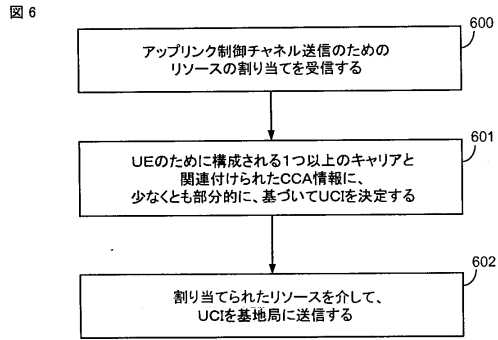 図 6
600
アップリンク制御チャネル送信のための
リソースの割り当てを受信する
601
UEのために構成される1つ以上のキャリアと
関連付けられたCCA情報に、
少なくとも部分的に、基づいてUCIを決定する
602
割り当てられたリソースを介して、
UCIを基地局に送信する